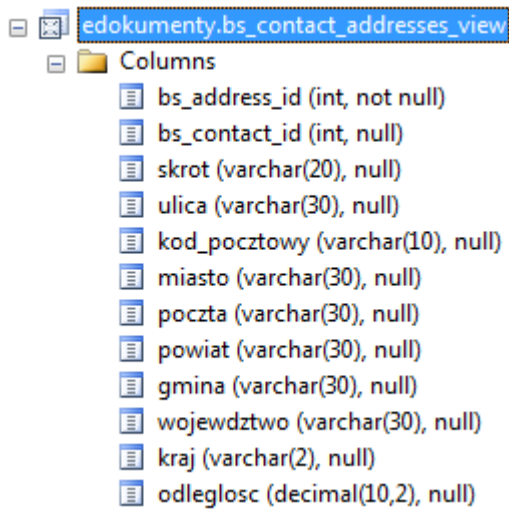 edokumenty.bs_contact_addresses_view
Columns
bs_address_id (int, not null)
bs_contact_id (int, null)
skrot (varchar(20), null)
ulica (varchar(30), null)
kod_pocztowy (varchar(10), null)
miasto (varchar(30), null)
poczta (varchar(30), null)
powiat (varchar(30), null)
gmina (varchar(30), null)
wojewdztwo (varchar(30), null)
kraj (varchar(2), null)
odleglosc (decimal(10,2), null)